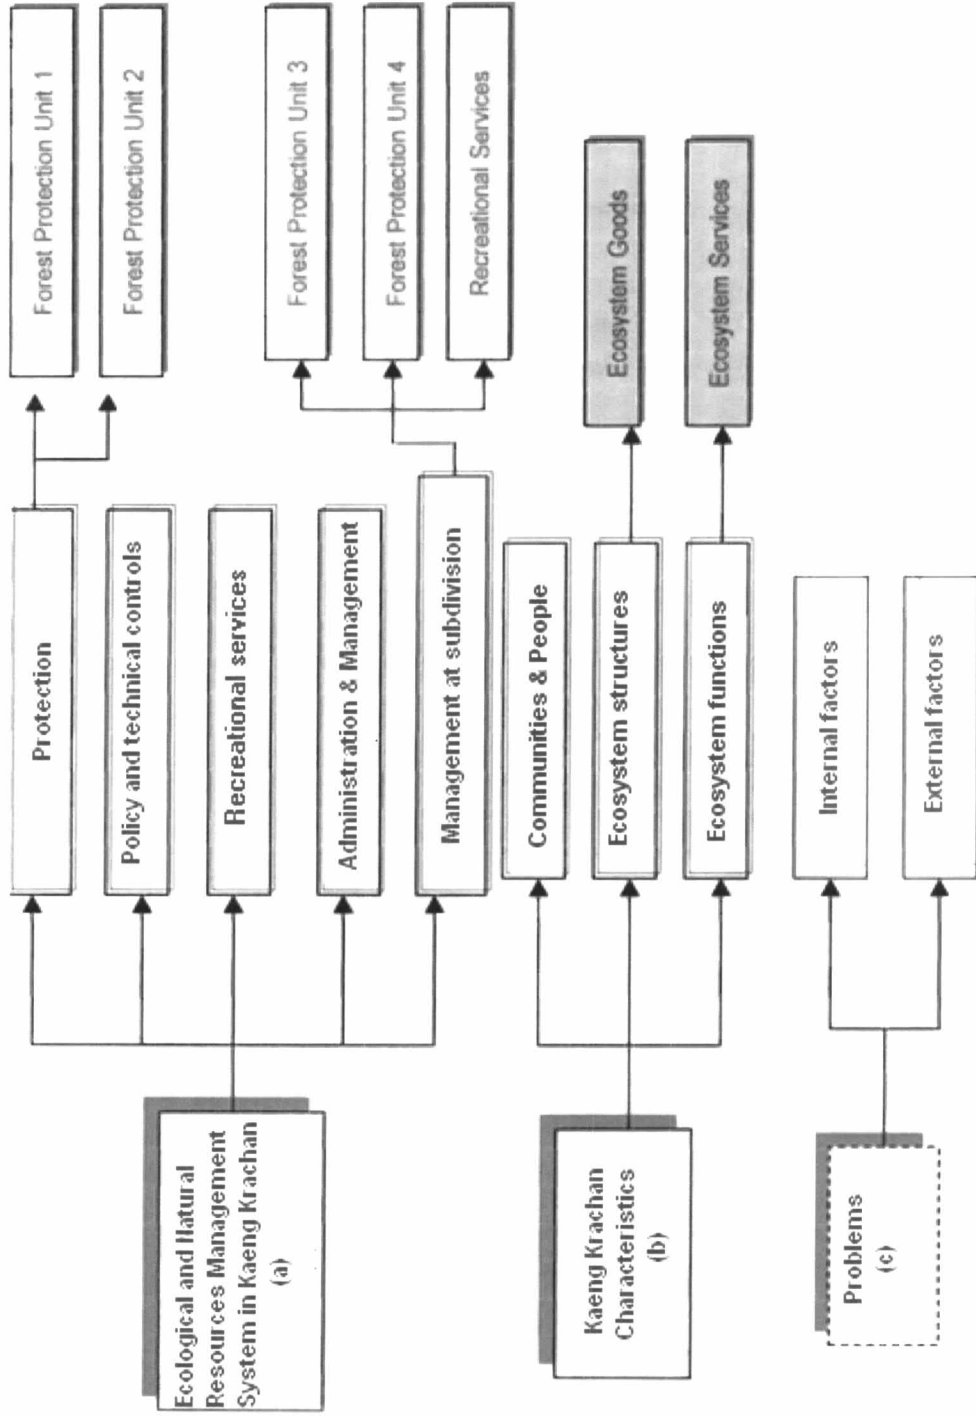 Ecological and Natural
Resources Management
System in Kaeng Krachan
(a)
Protection
Policy and technical controls
Recreational services
Administration & Management
Management at subdivision
Forest Protection Unit 1
Forest Protection Unit 2
Forest Protection Unit 3
Forest Protection Unit 4
Recreational Services
Kaeng Krachan
Characteristics
(b)
Communities & People
Ecosystem structures
Ecosystem functions
Ecosystem Goods
Ecosystem Services
Problems
(c)
Internal factors
External factors